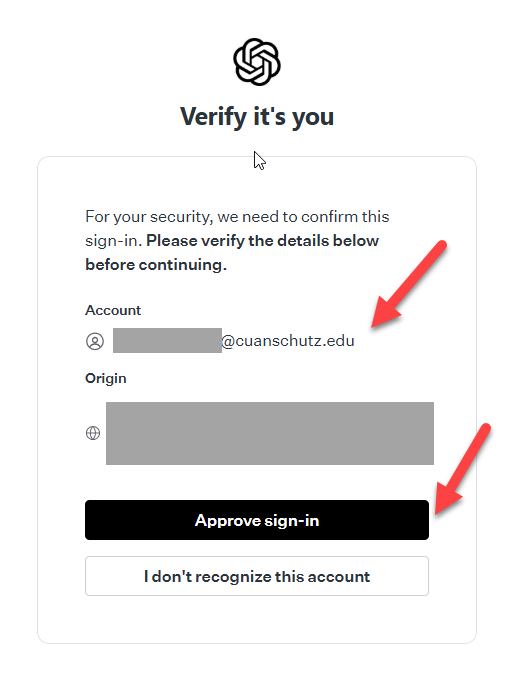 Verify it's you
For your security, we need to confirm this
sign-in. Please verify the details below
before continuing.
Account
@cuanschutz.edu
Origin
Approve sign-in
I don't recognize this account